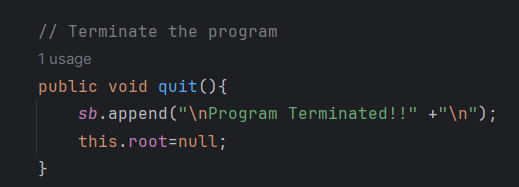 // Terminate the program
1 usage
public void quit(){
sb.append("\nProgram Terminated!!" +"\n");
this.root=null;
}